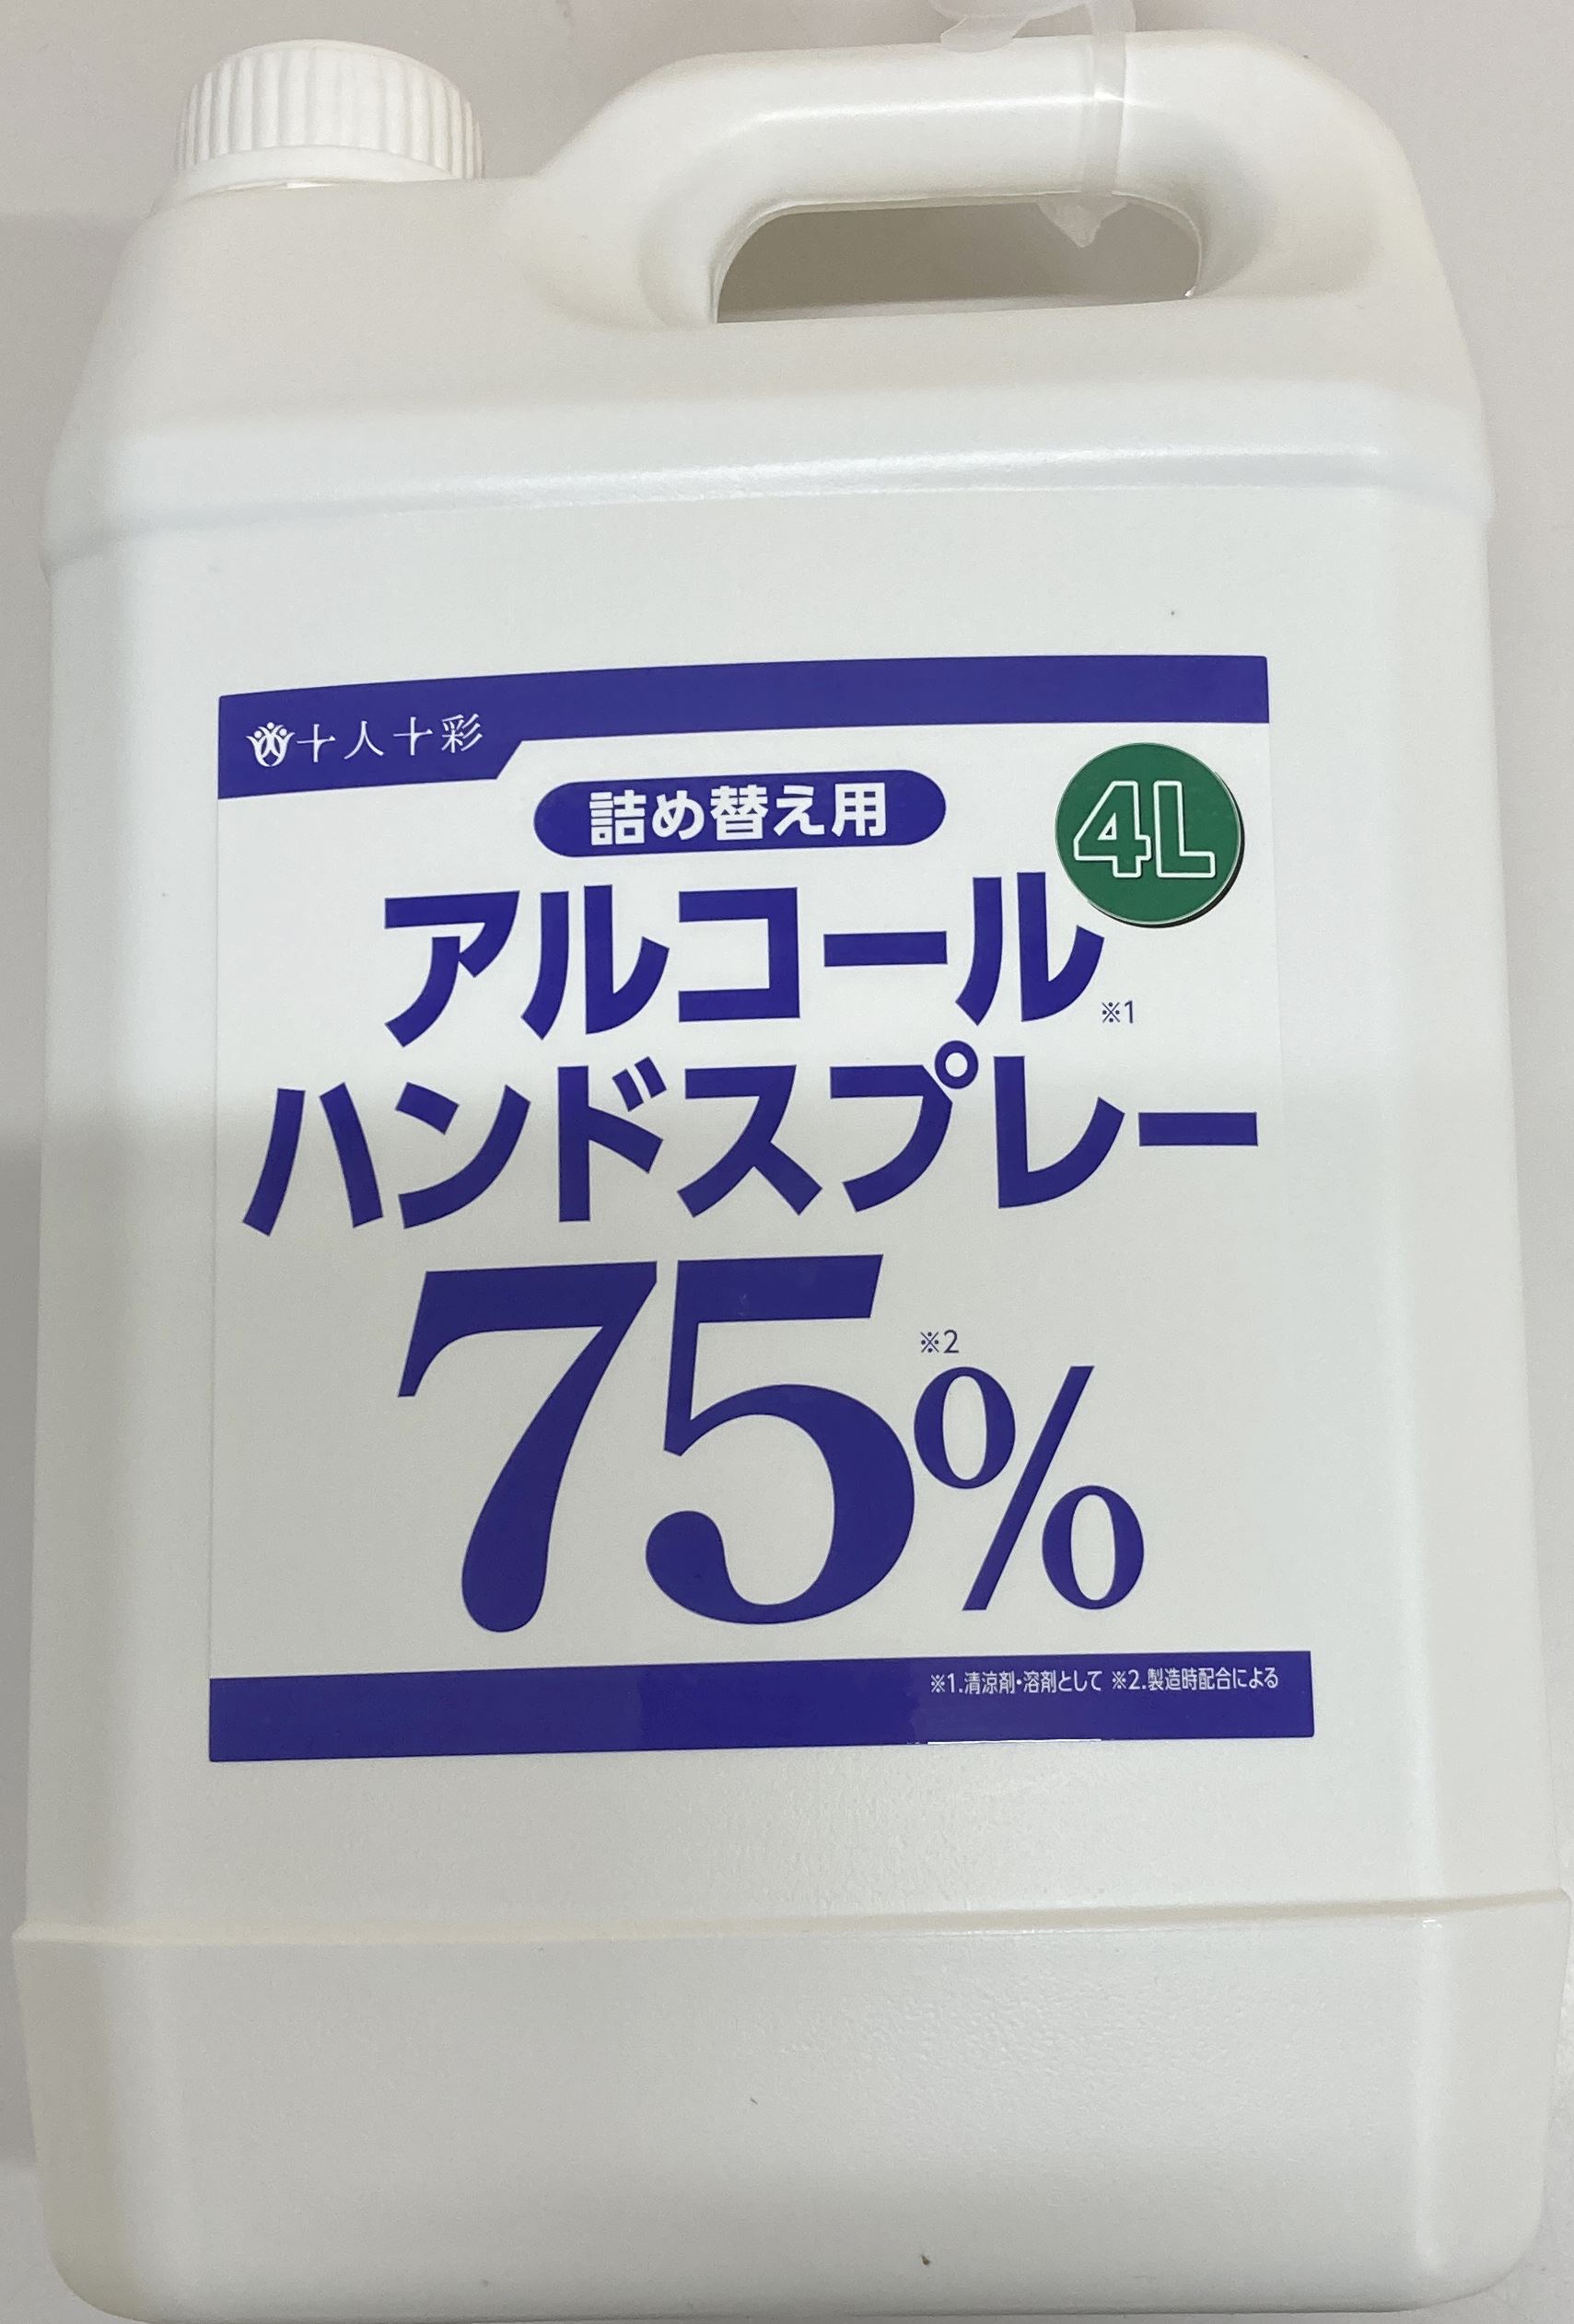 十人十彩
詰め替え用
4L
アルコール※1
ハンドスプレー
75%※2
※1.清涼剤・溶剤として ※2.製造時配合による